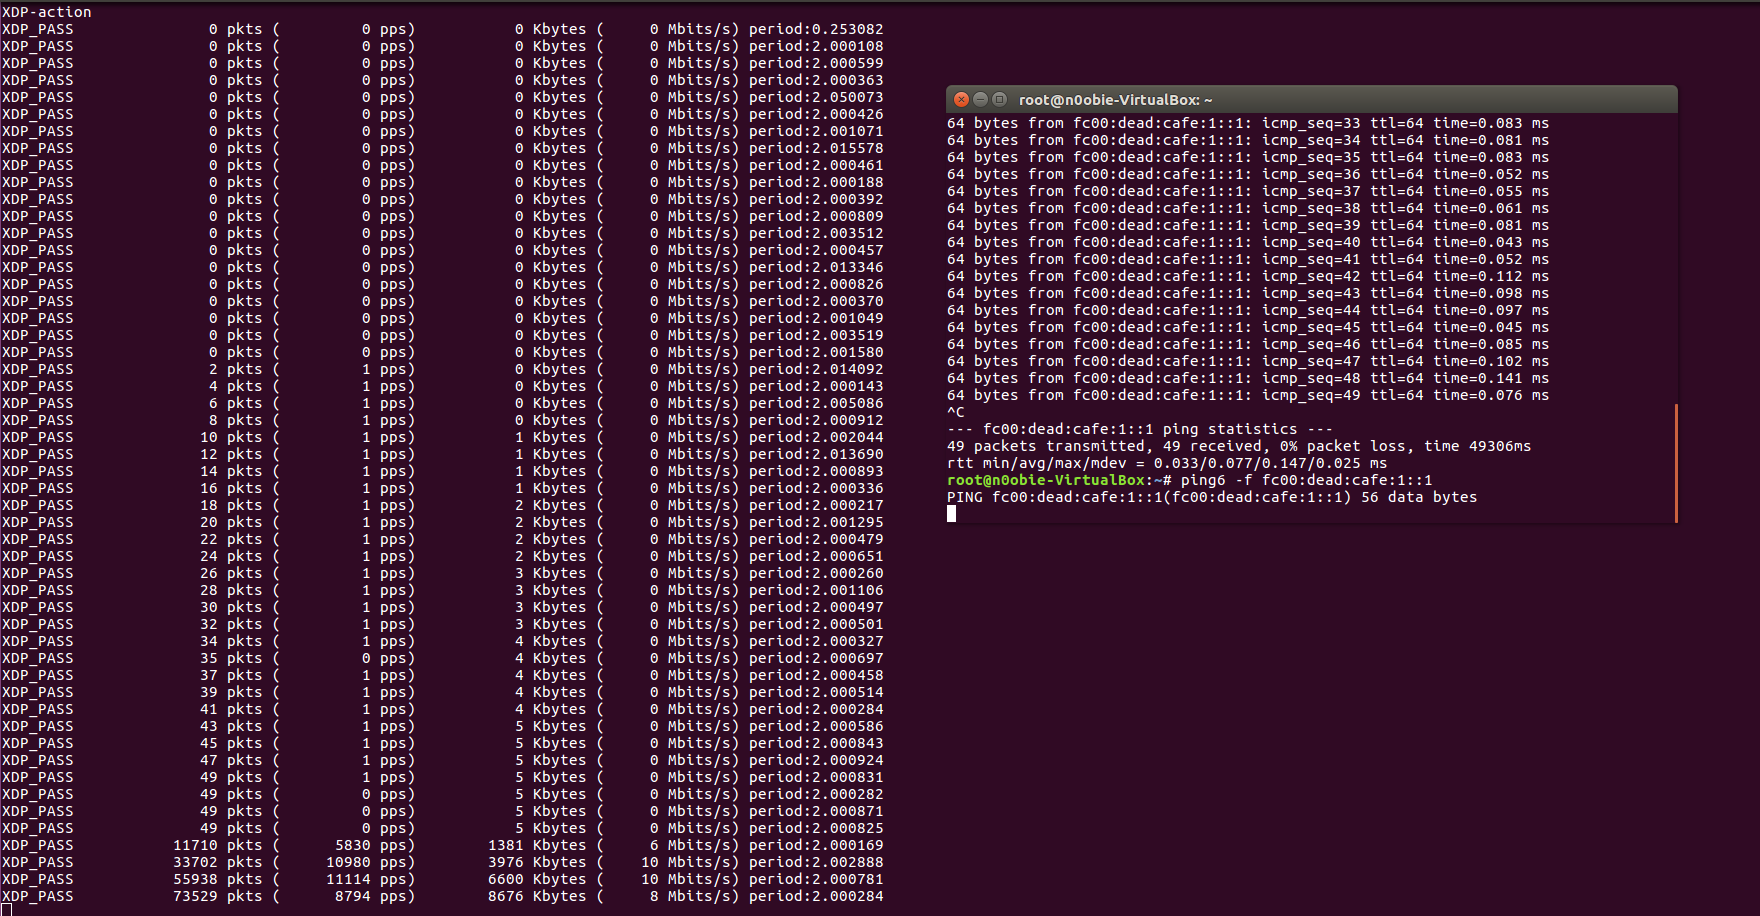 XDP-action
XDP_PASS               0 pkts (         0 pps)           0 Kbytes (     0 Mbits/s) period:0.253082
XDP_PASS               0 pkts (         0 pps)           0 Kbytes (     0 Mbits/s) period:2.000108
XDP_PASS               0 pkts (         0 pps)           0 Kbytes (     0 Mbits/s) period:2.000599
XDP_PASS               0 pkts (         0 pps)           0 Kbytes (     0 Mbits/s) period:2.000363
XDP_PASS               0 pkts (         0 pps)           0 Kbytes (     0 Mbits/s) period:2.050073
XDP_PASS               0 pkts (         0 pps)           0 Kbytes (     0 Mbits/s) period:2.000426
XDP_PASS               0 pkts (         0 pps)           0 Kbytes (     0 Mbits/s) period:2.001071
XDP_PASS               0 pkts (         0 pps)           0 Kbytes (     0 Mbits/s) period:2.015578
XDP_PASS               0 pkts (         0 pps)           0 Kbytes (     0 Mbits/s) period:2.000461
XDP_PASS               0 pkts (         0 pps)           0 Kbytes (     0 Mbits/s) period:2.000188
XDP_PASS               0 pkts (         0 pps)           0 Kbytes (     0 Mbits/s) period:2.000392
XDP_PASS               0 pkts (         0 pps)           0 Kbytes (     0 Mbits/s) period:2.000809
XDP_PASS               0 pkts (         0 pps)           0 Kbytes (     0 Mbits/s) period:2.003512
XDP_PASS               0 pkts (         0 pps)           0 Kbytes (     0 Mbits/s) period:2.000457
XDP_PASS               0 pkts (         0 pps)           0 Kbytes (     0 Mbits/s) period:2.013346
XDP_PASS               0 pkts (         0 pps)           0 Kbytes (     0 Mbits/s) period:2.000826
XDP_PASS               0 pkts (         0 pps)           0 Kbytes (     0 Mbits/s) period:2.000370
XDP_PASS               0 pkts (         0 pps)           0 Kbytes (     0 Mbits/s) period:2.001049
XDP_PASS               0 pkts (         0 pps)           0 Kbytes (     0 Mbits/s) period:2.003519
XDP_PASS               0 pkts (         0 pps)           0 Kbytes (     0 Mbits/s) period:2.001580
XDP_PASS               2 pkts (         1 pps)           0 Kbytes (     0 Mbits/s) period:2.014092
XDP_PASS               4 pkts (         1 pps)           0 Kbytes (     0 Mbits/s) period:2.000143
XDP_PASS               6 pkts (         1 pps)           0 Kbytes (     0 Mbits/s) period:2.005086
XDP_PASS               8 pkts (         1 pps)           0 Kbytes (     0 Mbits/s) period:2.000912
XDP_PASS              10 pkts (         1 pps)           1 Kbytes (     0 Mbits/s) period:2.002044
XDP_PASS              12 pkts (         1 pps)           1 Kbytes (     0 Mbits/s) period:2.013690
XDP_PASS              14 pkts (         1 pps)           1 Kbytes (     0 Mbits/s) period:2.000893
XDP_PASS              16 pkts (         1 pps)           1 Kbytes (     0 Mbits/s) period:2.000336
XDP_PASS              18 pkts (         1 pps)           2 Kbytes (     0 Mbits/s) period:2.000217
XDP_PASS              20 pkts (         1 pps)           2 Kbytes (     0 Mbits/s) period:2.001295
XDP_PASS              22 pkts (         1 pps)           2 Kbytes (     0 Mbits/s) period:2.000479
XDP_PASS              24 pkts (         1 pps)           2 Kbytes (     0 Mbits/s) period:2.000651
XDP_PASS              26 pkts (         1 pps)           3 Kbytes (     0 Mbits/s) period:2.000260
XDP_PASS              28 pkts (         1 pps)           3 Kbytes (     0 Mbits/s) period:2.001106
XDP_PASS              30 pkts (         1 pps)           3 Kbytes (     0 Mbits/s) period:2.000497
XDP_PASS              32 pkts (         1 pps)           3 Kbytes (     0 Mbits/s) period:2.000501
XDP_PASS              34 pkts (         1 pps)           4 Kbytes (     0 Mbits/s) period:2.000327
XDP_PASS              35 pkts (         0 pps)           4 Kbytes (     0 Mbits/s) period:2.000697
XDP_PASS              37 pkts (         1 pps)           4 Kbytes (     0 Mbits/s) period:2.000458
XDP_PASS              39 pkts (         1 pps)           4 Kbytes (     0 Mbits/s) period:2.000514
XDP_PASS              41 pkts (         1 pps)           4 Kbytes (     0 Mbits/s) period:2.000284
XDP_PASS              43 pkts (         1 pps)           5 Kbytes (     0 Mbits/s) period:2.000586
XDP_PASS              45 pkts (         1 pps)           5 Kbytes (     0 Mbits/s) period:2.000843
XDP_PASS              47 pkts (         1 pps)           5 Kbytes (     0 Mbits/s) period:2.000924
XDP_PASS              49 pkts (         1 pps)           5 Kbytes (     0 Mbits/s) period:2.000831
XDP_PASS              49 pkts (         0 pps)           5 Kbytes (     0 Mbits/s) period:2.000282
XDP_PASS              49 pkts (         0 pps)           5 Kbytes (     0 Mbits/s) period:2.000871
XDP_PASS              49 pkts (         0 pps)           5 Kbytes (     0 Mbits/s) period:2.000825
XDP_PASS           11710 pkts (      5830 pps)        1381 Kbytes (     6 Mbits/s) period:2.000169
XDP_PASS           33702 pkts (     10980 pps)        3976 Kbytes (    10 Mbits/s) period:2.002888
XDP_PASS           55938 pkts (     11114 pps)        6600 Kbytes (    10 Mbits/s) period:2.000781
XDP_PASS           73529 pkts (      8794 pps)        8676 Kbytes (     8 Mbits/s) period:2.000284
root@n0obie-VirtualBox: ~
64 bytes from fc00:dead:cafe:1::1: icmp_seq=33 ttl=64 time=0.083 ms
64 bytes from fc00:dead:cafe:1::1: icmp_seq=34 ttl=64 time=0.081 ms
64 bytes from fc00:dead:cafe:1::1: icmp_seq=35 ttl=64 time=0.083 ms
64 bytes from fc00:dead:cafe:1::1: icmp_seq=36 ttl=64 time=0.052 ms
64 bytes from fc00:dead:cafe:1::1: icmp_seq=37 ttl=64 time=0.055 ms
64 bytes from fc00:dead:cafe:1::1: icmp_seq=38 ttl=64 time=0.061 ms
64 bytes from fc00:dead:cafe:1::1: icmp_seq=39 ttl=64 time=0.081 ms
64 bytes from fc00:dead:cafe:1::1: icmp_seq=40 ttl=64 time=0.043 ms
64 bytes from fc00:dead:cafe:1::1: icmp_seq=41 ttl=64 time=0.052 ms
64 bytes from fc00:dead:cafe:1::1: icmp_seq=42 ttl=64 time=0.112 ms
64 bytes from fc00:dead:cafe:1::1: icmp_seq=43 ttl=64 time=0.098 ms
64 bytes from fc00:dead:cafe:1::1: icmp_seq=44 ttl=64 time=0.097 ms
64 bytes from fc00:dead:cafe:1::1: icmp_seq=45 ttl=64 time=0.045 ms
64 bytes from fc00:dead:cafe:1::1: icmp_seq=46 ttl=64 time=0.085 ms
64 bytes from fc00:dead:cafe:1::1: icmp_seq=47 ttl=64 time=0.102 ms
64 bytes from fc00:dead:cafe:1::1: icmp_seq=48 ttl=64 time=0.141 ms
64 bytes from fc00:dead:cafe:1::1: icmp_seq=49 ttl=64 time=0.076 ms
^C
--- fc00:dead:cafe:1::1 ping statistics ---
49 packets transmitted, 49 received, 0% packet loss, time 49306ms
rtt min/avg/max/mdev = 0.033/0.077/0.147/0.025 ms
root@n0obie-VirtualBox:~# ping6 -f fc00:dead:cafe:1::1
PING fc00:dead:cafe:1::1(fc00:dead:cafe:1::1) 56 data bytes